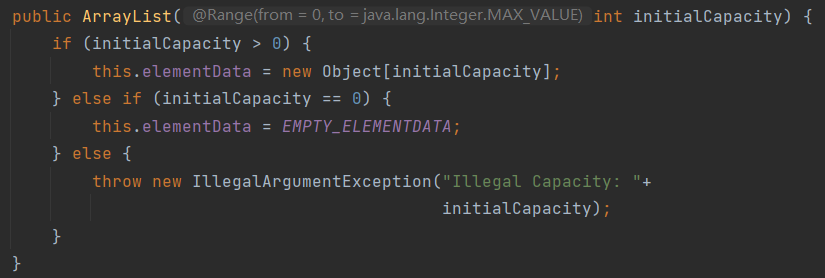 public ArrayList( @Range(from = 0, to = java.lang.Integer.MAX_VALUE) int initialCapacity) {
    if (initialCapacity > 0) {
        this.elementData = new Object[initialCapacity];
    } else if (initialCapacity == 0) {
        this.elementData = EMPTY_ELEMENTDATA;
    } else {
        throw new IllegalArgumentException("Illegal Capacity: "+
                                           initialCapacity);
    }
}